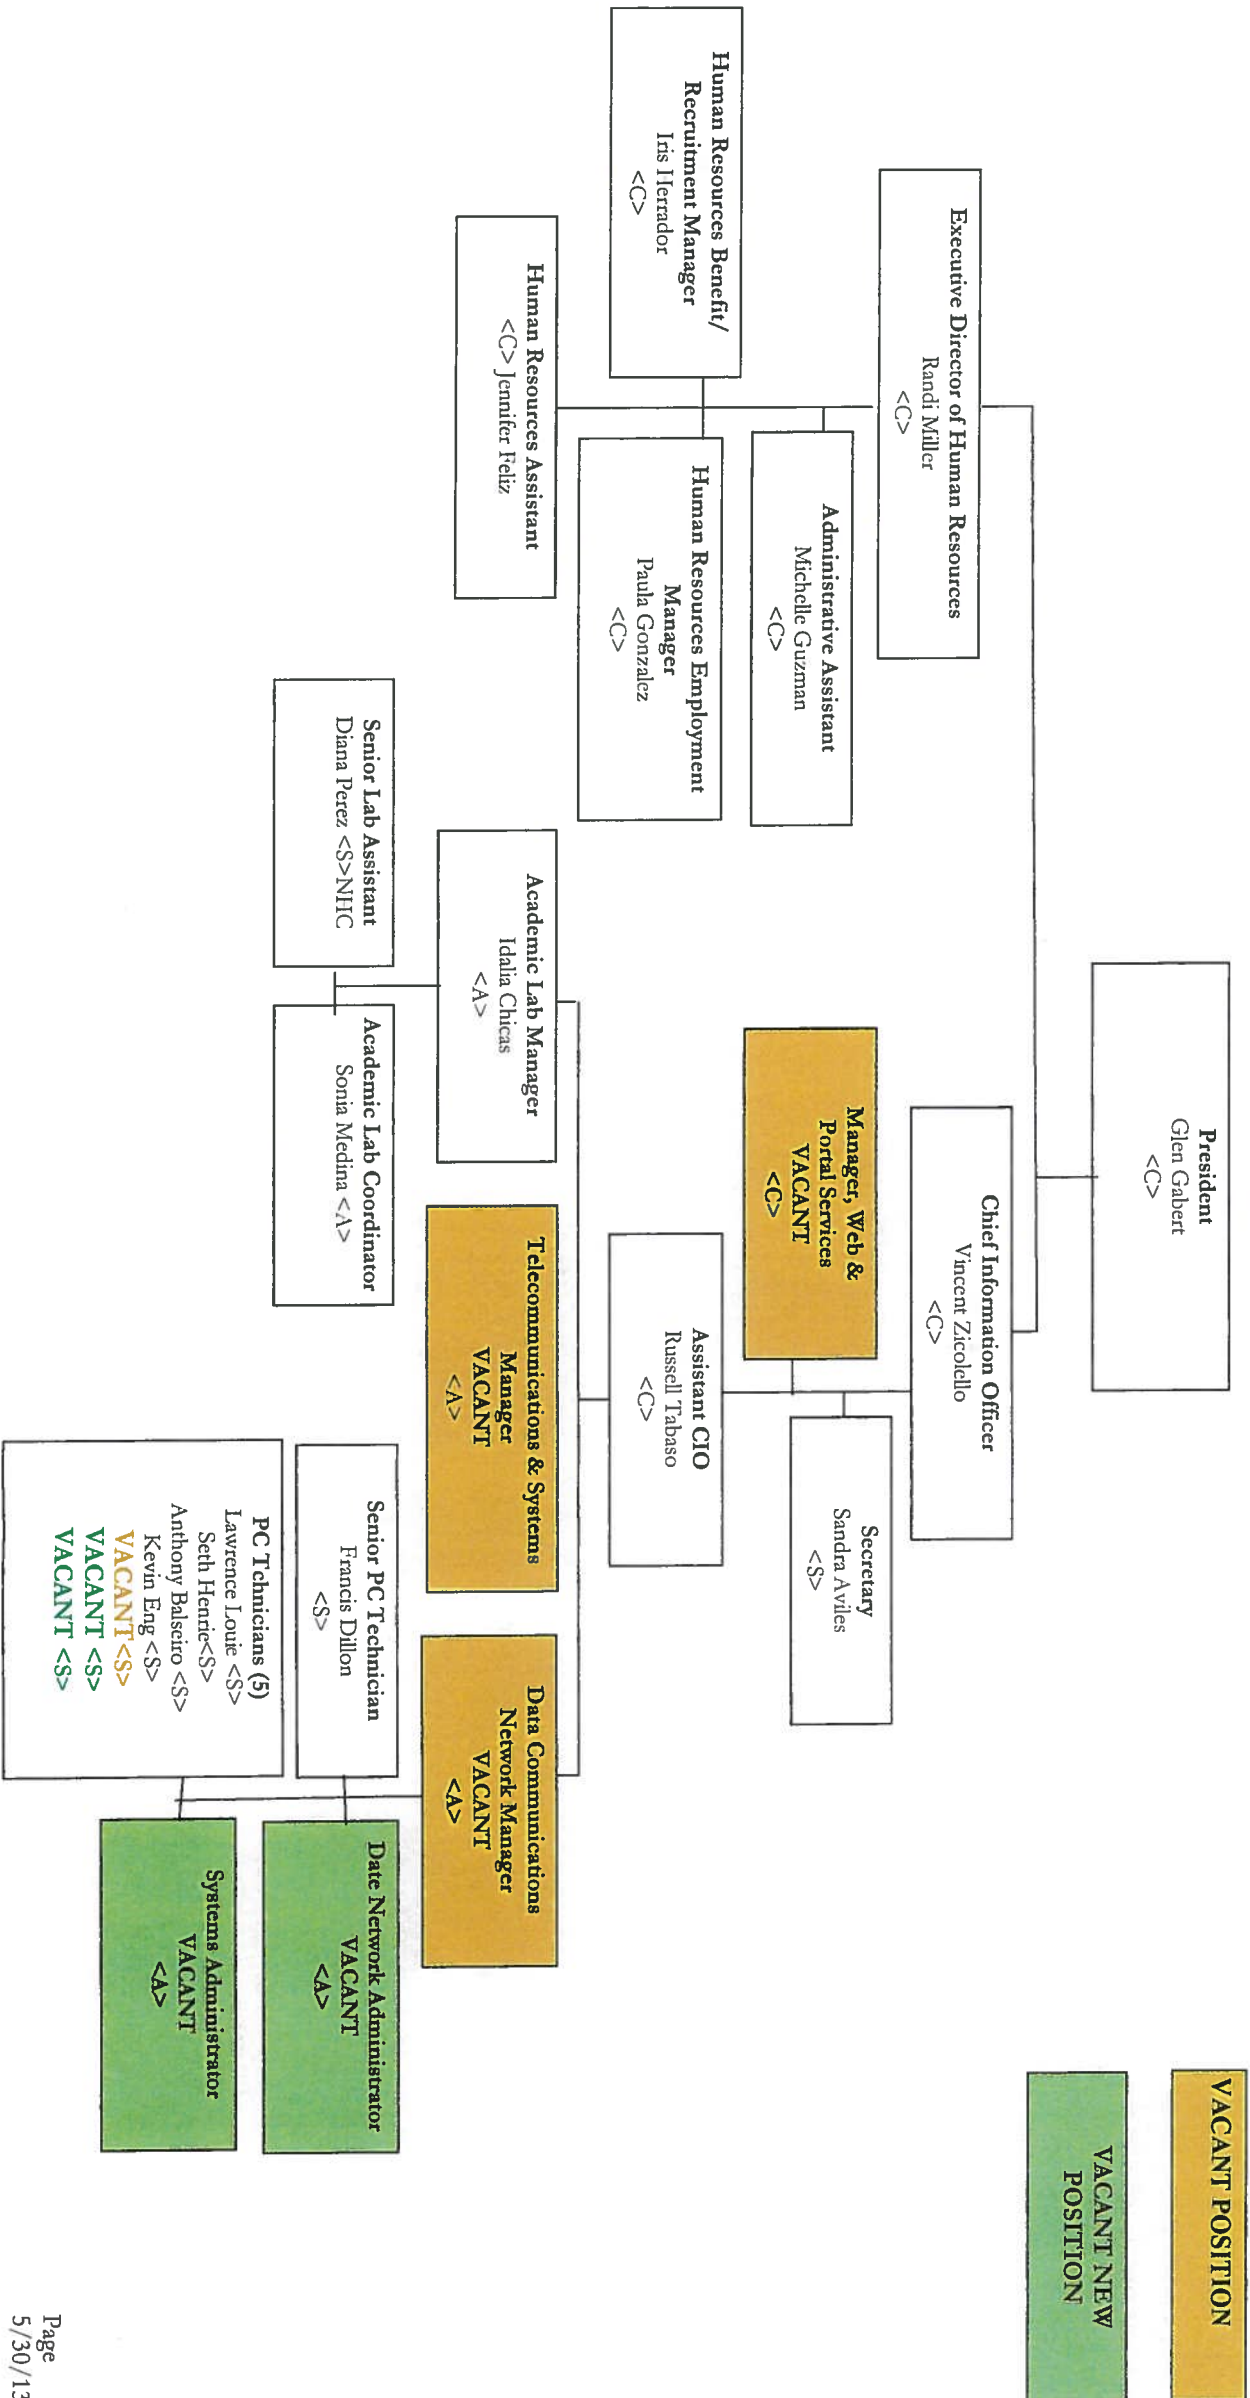 VACANT POSITION
VACANT NEW
POSITION
President
Glen Gabert
<C>
Executive Director of Human Resources
Randi Miller
<C>
Chief Information Officer
Vincent Zicolello
<C>
Administrative Assistant
Michelle Guzman
<C>
Human Resources Benefit/
Recruitment Manager
Iris Herrador
<C>
Human Resources Employment
Manager
Paula Gonzalez
<C>
Human Resources Assistant
<C> Jennifer Feliz
Secretary
Sandra Aviles
<S>
Manager, Web &
Portal Services
VACANT
<C>
Assistant CIO
Russell Tabaso
<C>
Academic Lab Manager
Idalia Chicas
<A>
Telecommunications & Systems
Manager
VACANT
<A>
Data Communications
Network Manager
VACANT
<A>
Senior Lab Assistant
Diana Perez <S>NHC
Academic Lab Coordinator
Sonia Medina <A>
Senior PC Technician
Francis Dillon
<S>
Date Network Administrator
VACANT
<A>
PC Tchnicians (5)
Lawrence Louie <S>
Seth Henrie<S>
Anthony Balseiro <S>
Kevin Eng <S>
VACANT<S>
VACANT <S>
VACANT <S>
Systems Administrator
VACANT
<A>
Page
5/30/13